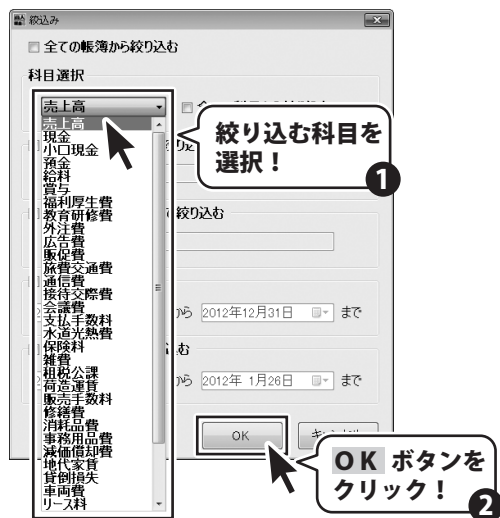 絞込み
全ての帳簿から絞り込む
科目選択
売上高
売上高
現金
小口現金
預金
給料
賞与
福利厚生費
教育研修費
外注費
広告費
販促費
旅費交通費
通信費
接待交際費
会議費
支払手数料
水道光熱費
保険料
雑費
租税公課
荷造運賃
販売手数料
修繕費
消耗品費
事務用品費
減価償却費
地代家賃
貸倒損失
車両費
リース料
絞り込む科目を
選択！
1
絞り込む
から 2012年12月31日 まで
込む
から 2012年 1月26日 まで
OK
OK ボタンを
クリック！
2